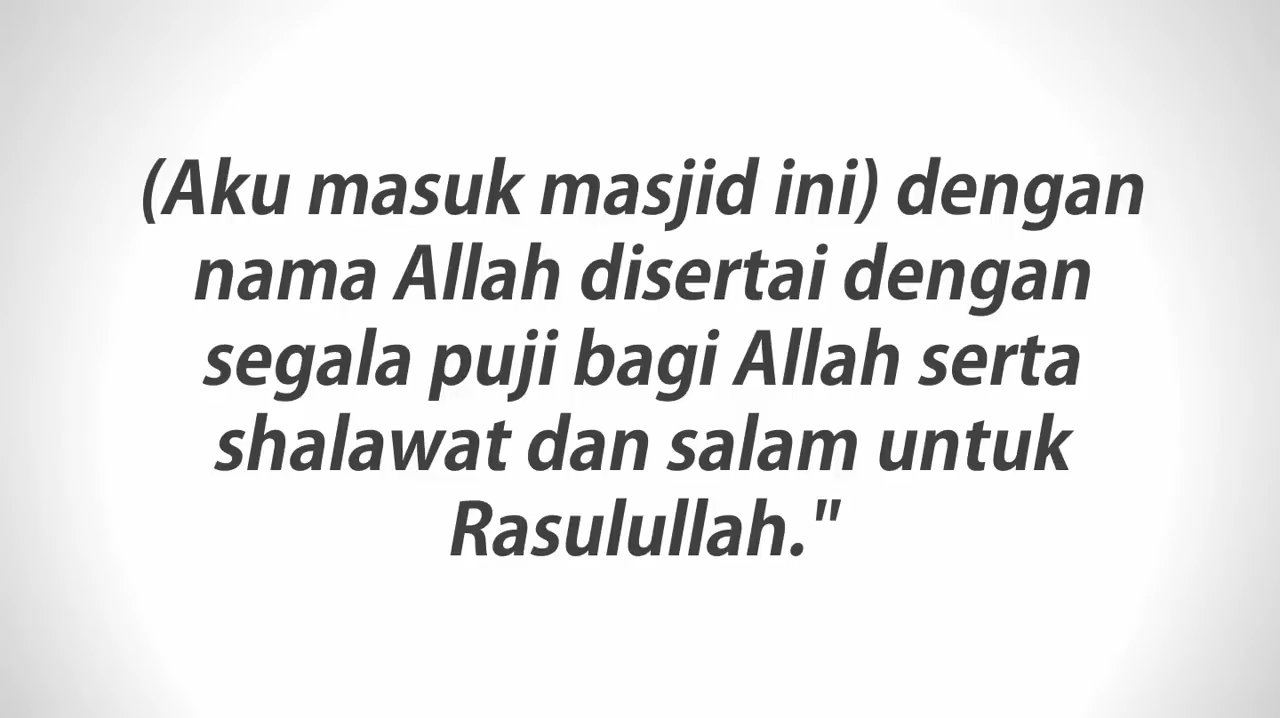 (Aku masuk masjid ini) dengan
nama Allah disertai dengan
segala puji bagi Allah serta
shalawat dan salam untuk
Rasulullah."